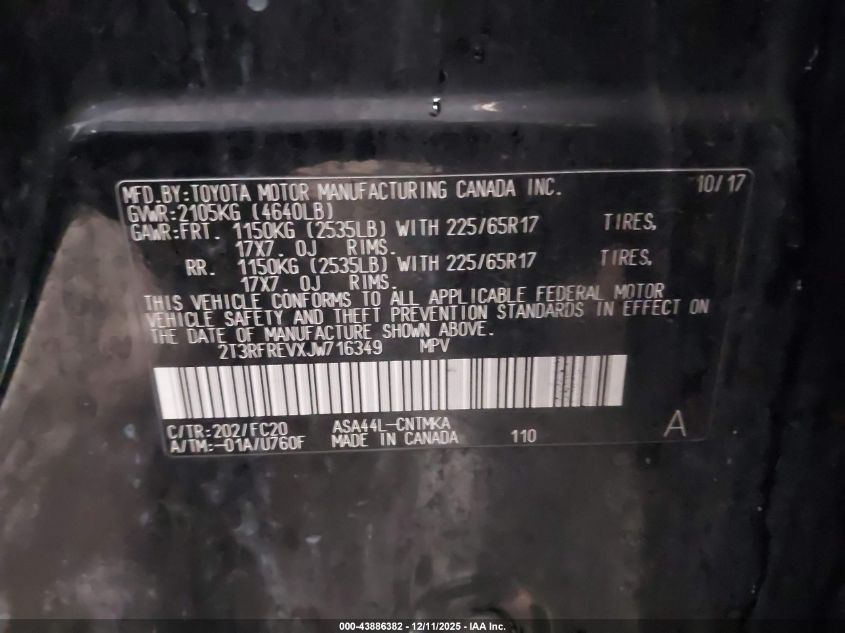 MFD.BY:TOYOTA MOTOR MANUFACTURING CANADA INC. 10/17
GVWR:2105KG (4640LB)
GAWR:FRT. 1150KG (2535LB) WITH 225/65R17 TIRES,
17X7.0J RIMS.
RR. 1150KG (2535LB) WITH 225/65R17 TIRES,
17X7.0J RIMS.
THIS VEHICLE CONFORMS TO ALL APPLICABLE FEDERAL MOTOR
VEHICLE SAFETY AND THEFT PREVENTION STANDARDS IN EFFECT ON
THE DATE OF MANUFACTURE SHOWN ABOVE.
2T3RFREVXJW716349 MPV
C/TR:202/FC20 ASA44L-CNTMKA
A/TM:-01A/U760F MADE IN CANADA 110 A
000-43886382 - 12/11/2025 - IAA Inc.